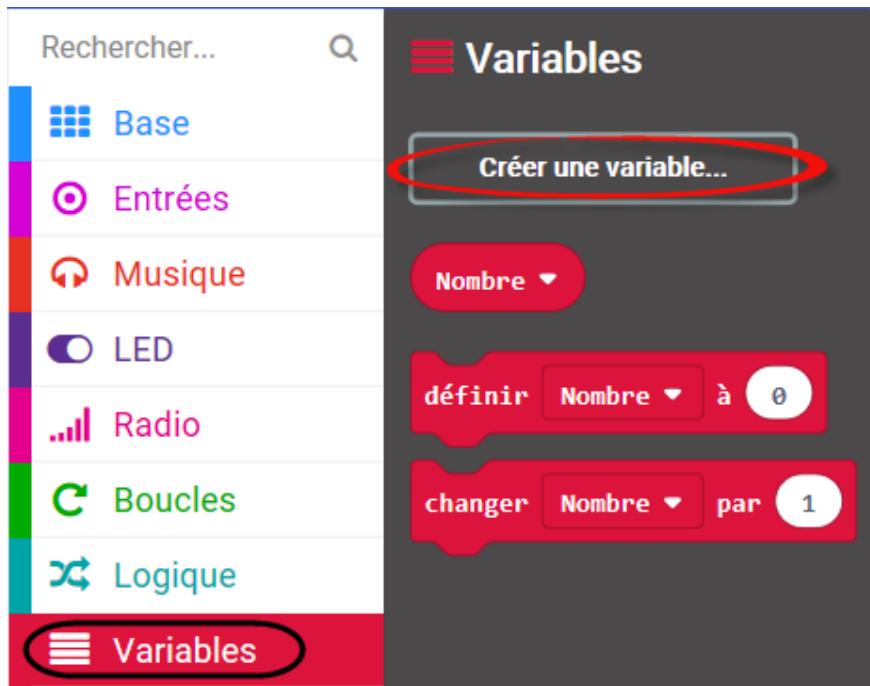 Rechercher...
Base
Entrées
Musique
LED
Radio
Boucles
Logique
Variables
Variables
Créer une variable...
Nombre
définir Nombre à 0
changer Nombre par 1